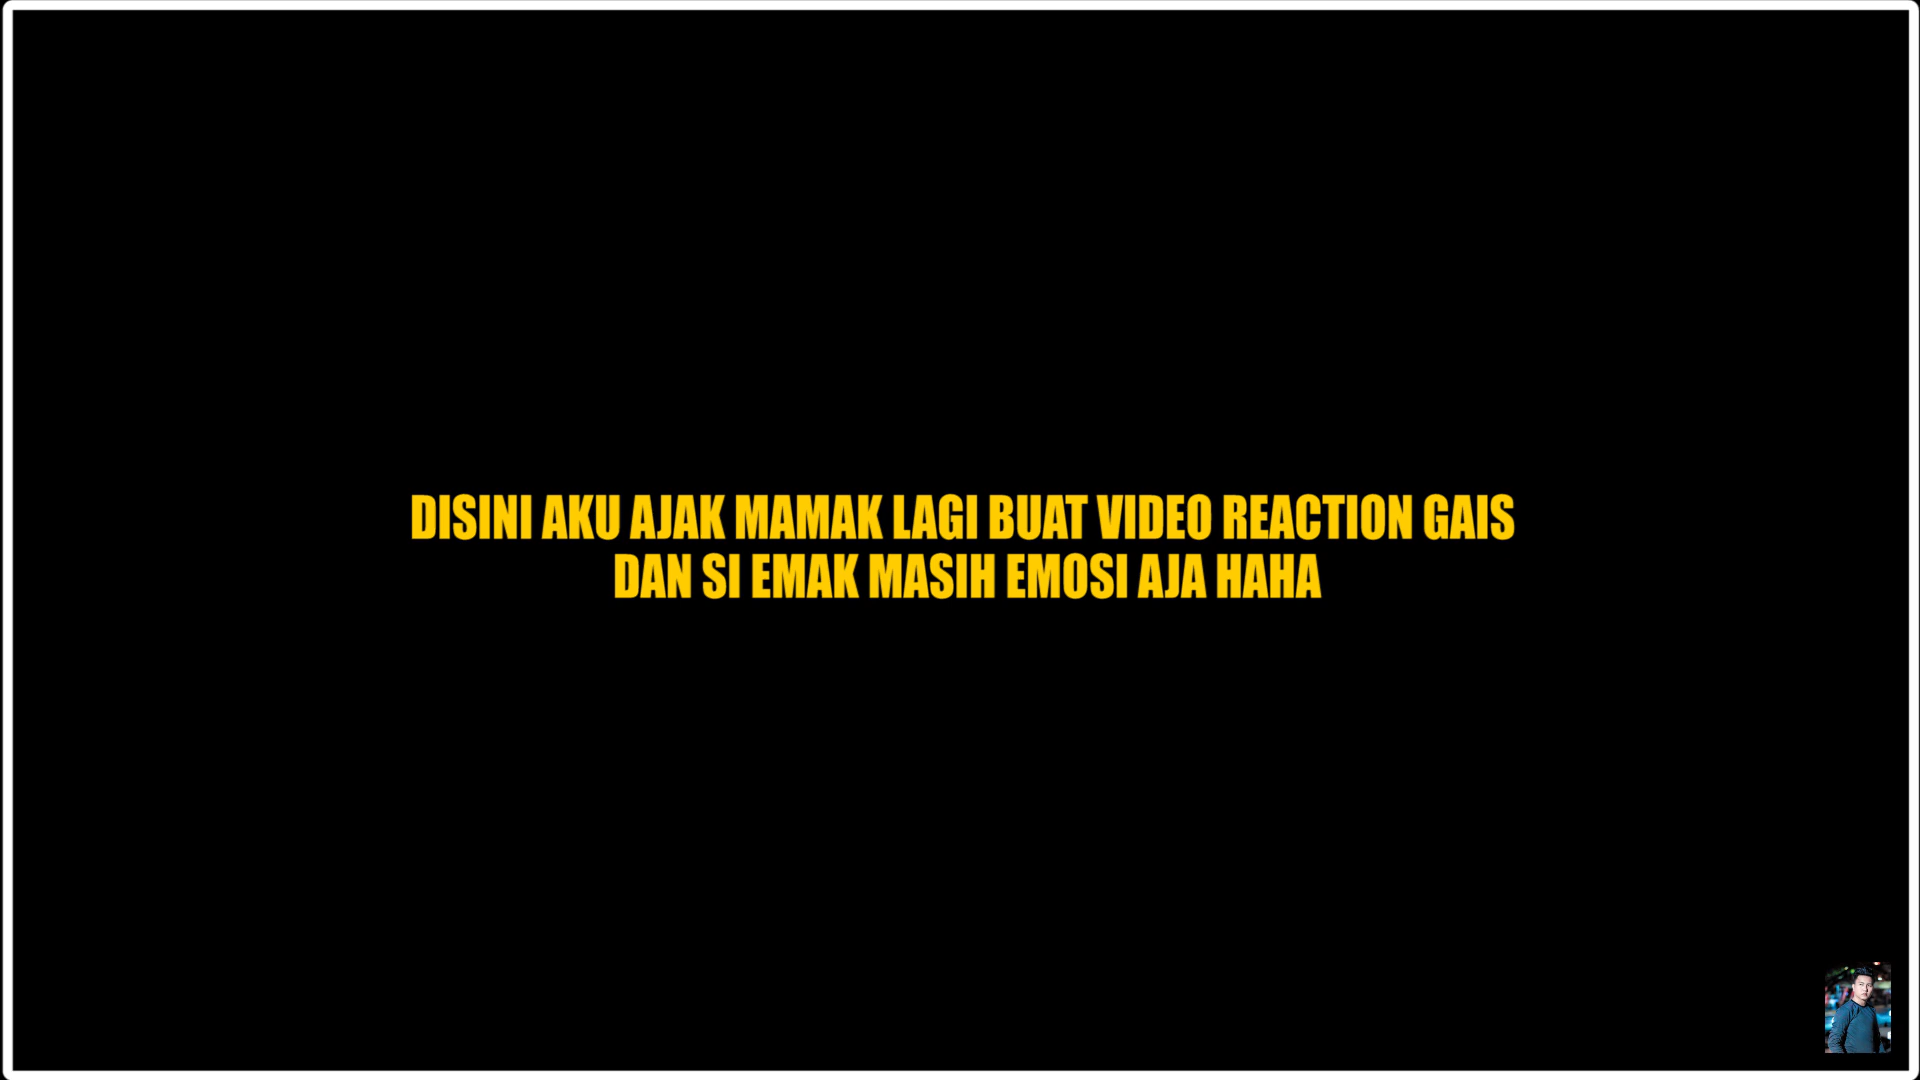 DISINI AKU AJAK MAMAK LAGI BUAT VIDEO REACTION GAIS
DAN SI EMAK MASIH EMOSI AJA HAHA